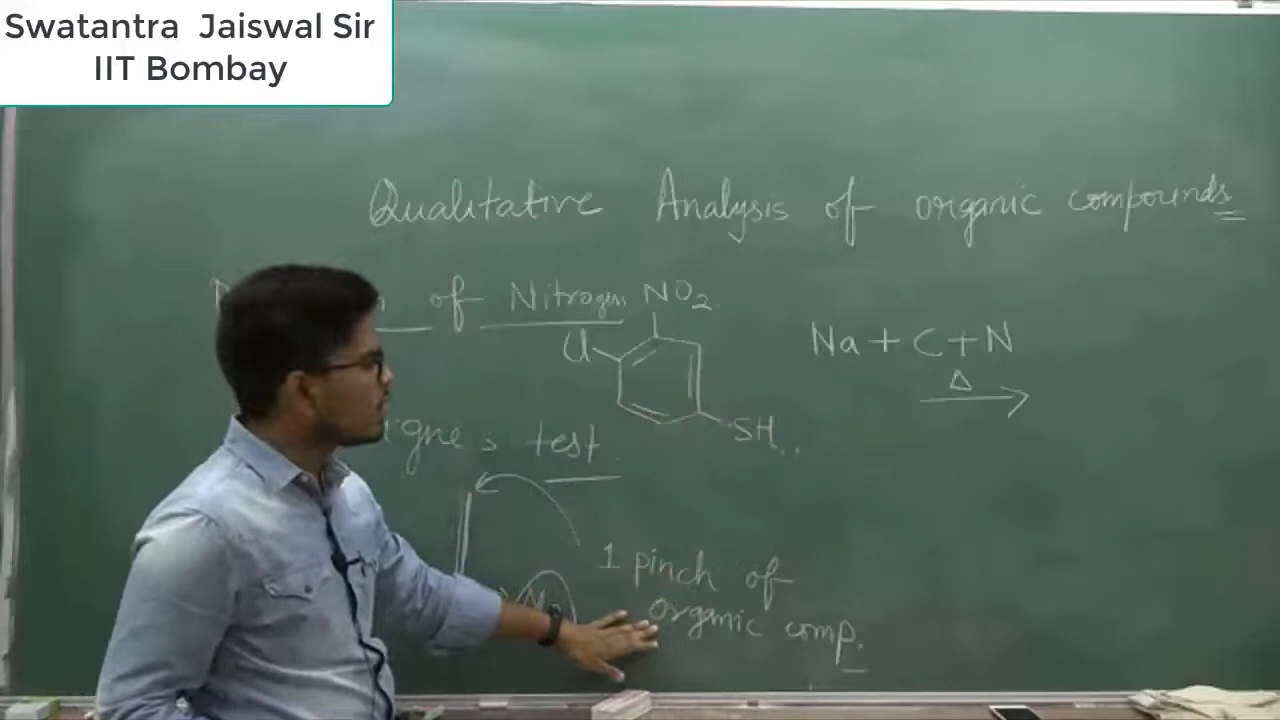 Swatantra Jaiswal Sir
IIT Bombay
Qualitative Analysis of organic compounds
of Nitrogen
NO2
Cl
SH
Na + C + N
Δ
test
1 pinch of
organic comp.